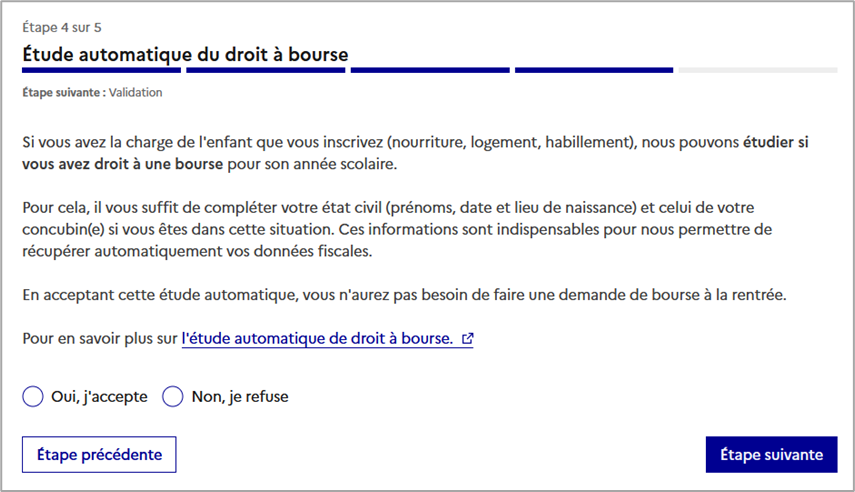 Étape 4 sur 5
Étude automatique du droit à bourse
Étape suivante : Validation
Si vous avez la charge de l'enfant que vous inscrivez (nourriture, logement, habillement), nous pouvons étudier si
vous avez droit à une bourse pour son année scolaire.
Pour cela, il vous suffit de compléter votre état civil (prénoms, date et lieu de naissance) et celui de votre
concubin(e) si vous êtes dans cette situation. Ces informations sont indispensables pour nous permettre de
récupérer automatiquement vos données fiscales.
En acceptant cette étude automatique, vous n'aurez pas besoin de faire une demande de bourse à la rentrée.
Pour en savoir plus sur l'étude automatique de droit à bourse.
Oui, j'accepte Non, je refuse
Étape précédente Étape suivante